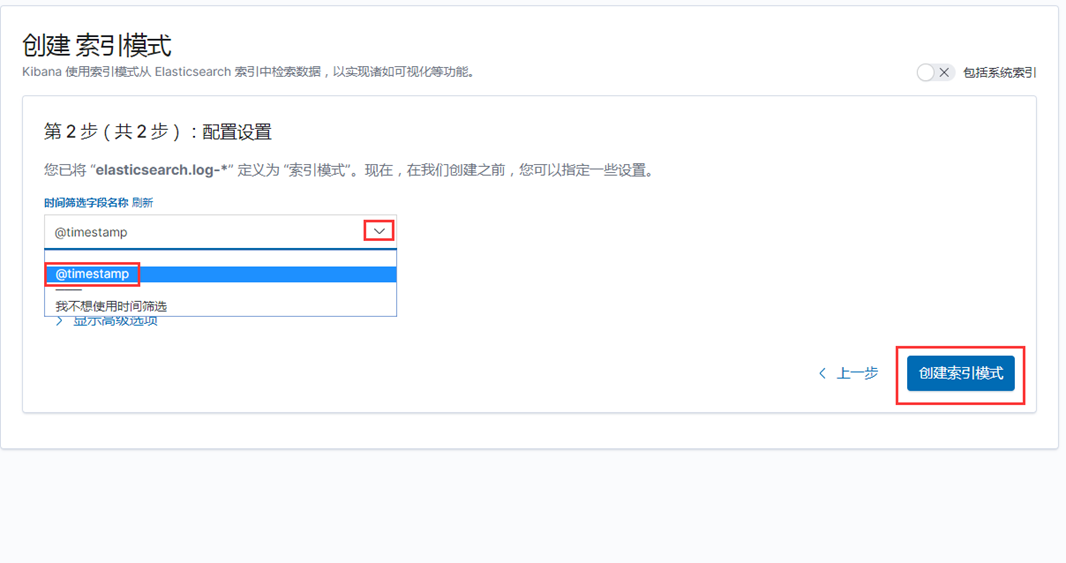 创建 索引模式
Kibana 使用索引模式从 Elasticsearch 索引中检索数据，以实现诸如可视化等功能。
包括系统索引
第 2 步（共 2 步）：配置设置
您已将 “elasticsearch.log-*” 定义为 “索引模式”。现在，在我们创建之前，您可以指定一些设置。
时间筛选字段名称 刷新
@timestamp
@timestamp
我不想使用时间筛选
显示高级选项
上一步
创建索引模式